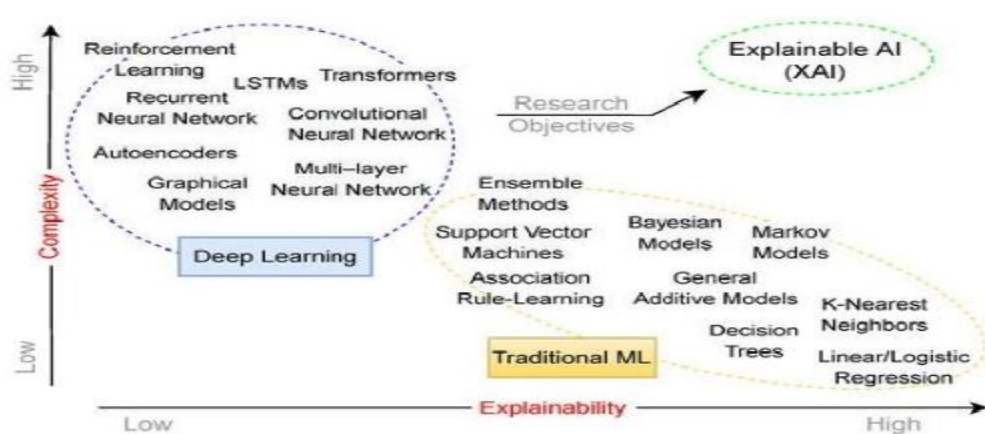 High
Complexity
Low
Reinforcement
Learning
LSTMs
Transformers
Recurrent
Neural Network
Convolutional
Neural Network
Autoencoders
Graphical
Models
Multi–layer
Neural Network
Deep Learning
Explainable AI
(XAI)
Research
Objectives
Ensemble
Methods
Support Vector
Machines
Bayesian
Models
Markov
Models
Association
Rule-Learning
General
Additive Models
K-Nearest
Neighbors
Decision
Trees
Linear/Logistic
Regression
Traditional ML
Low
Explainability
High